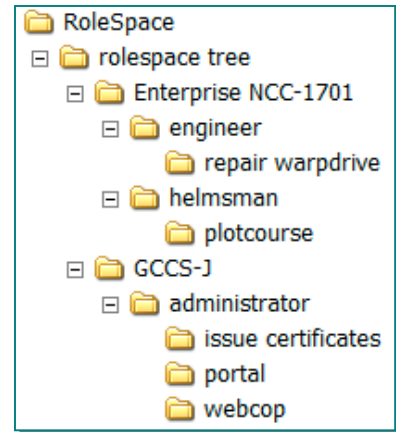 RoleSpace
rolespace tree
Enterprise NCC-1701
engineer
repair warpdrive
helmsman
plotcourse
GCCS-J
administrator
issue certificates
portal
webcop